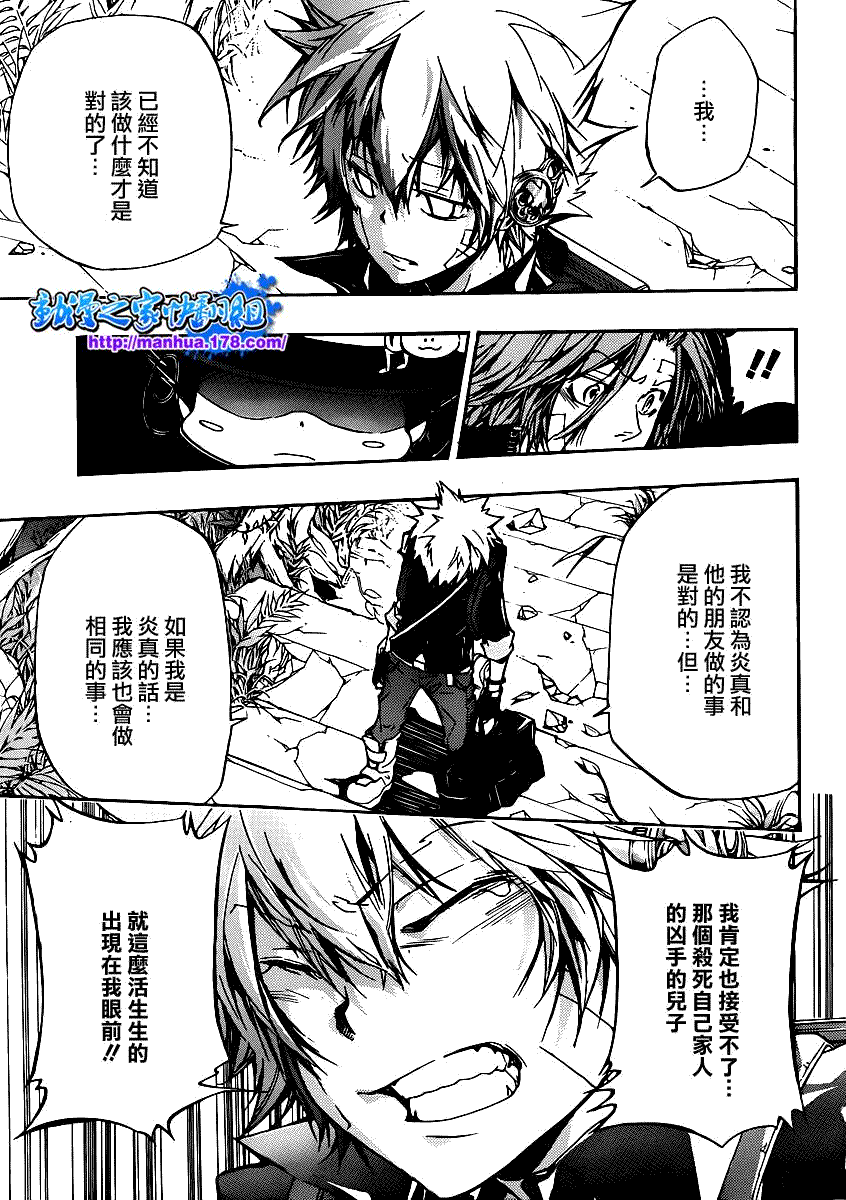 …我…
已經不知道
該做什麼才是
對的了…
動漫之家快翻組
http://manhua.178.com/
!!
我不認為炎真和
他的朋友做的事
是對的…但…
如果我是
炎真的話…
我應該也會做
相同的事…
我肯定也接受不了…
那個殺死自己家人
的凶手的兒子
就這麼活生生的
出現在我眼前!!